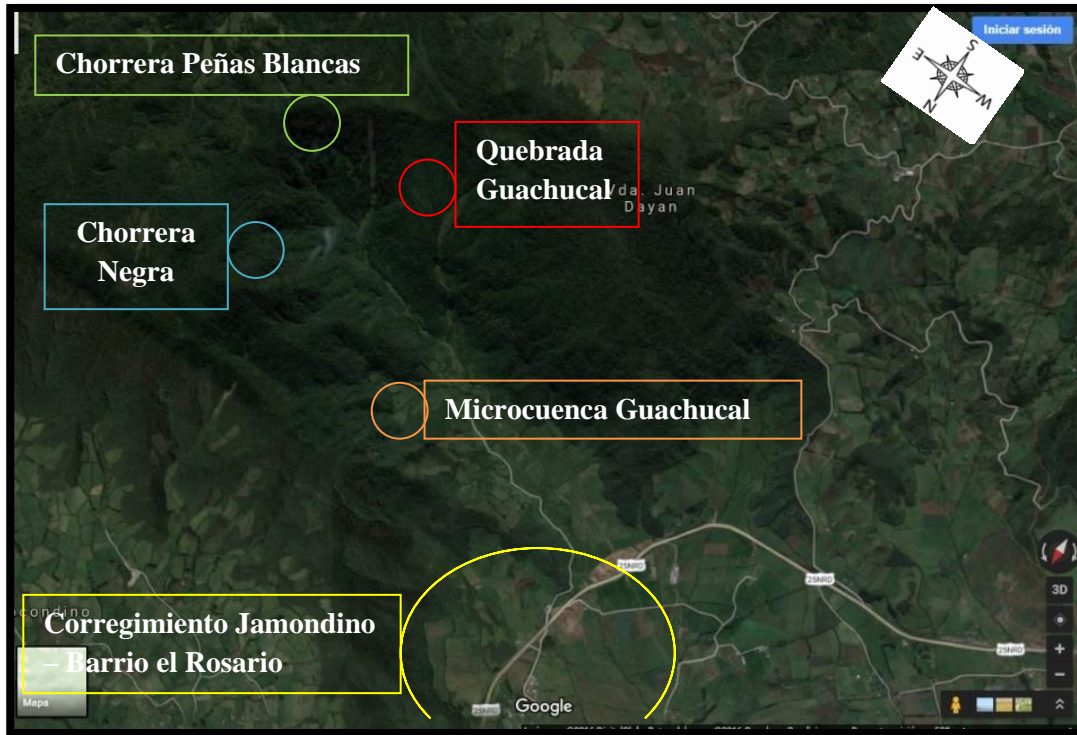 Iniciar sesión
S
E
W
N
Chorrera Peñas Blancas
Quebrada
Guachucal
Vda. Juan
Dayan
Chorrera
Negra
Microcuenca Guachucal
25NRD
25NRD
25NRD
25NRD
3D
Corregimiento Jamondino
– Barrio el Rosario
Mapa
Google